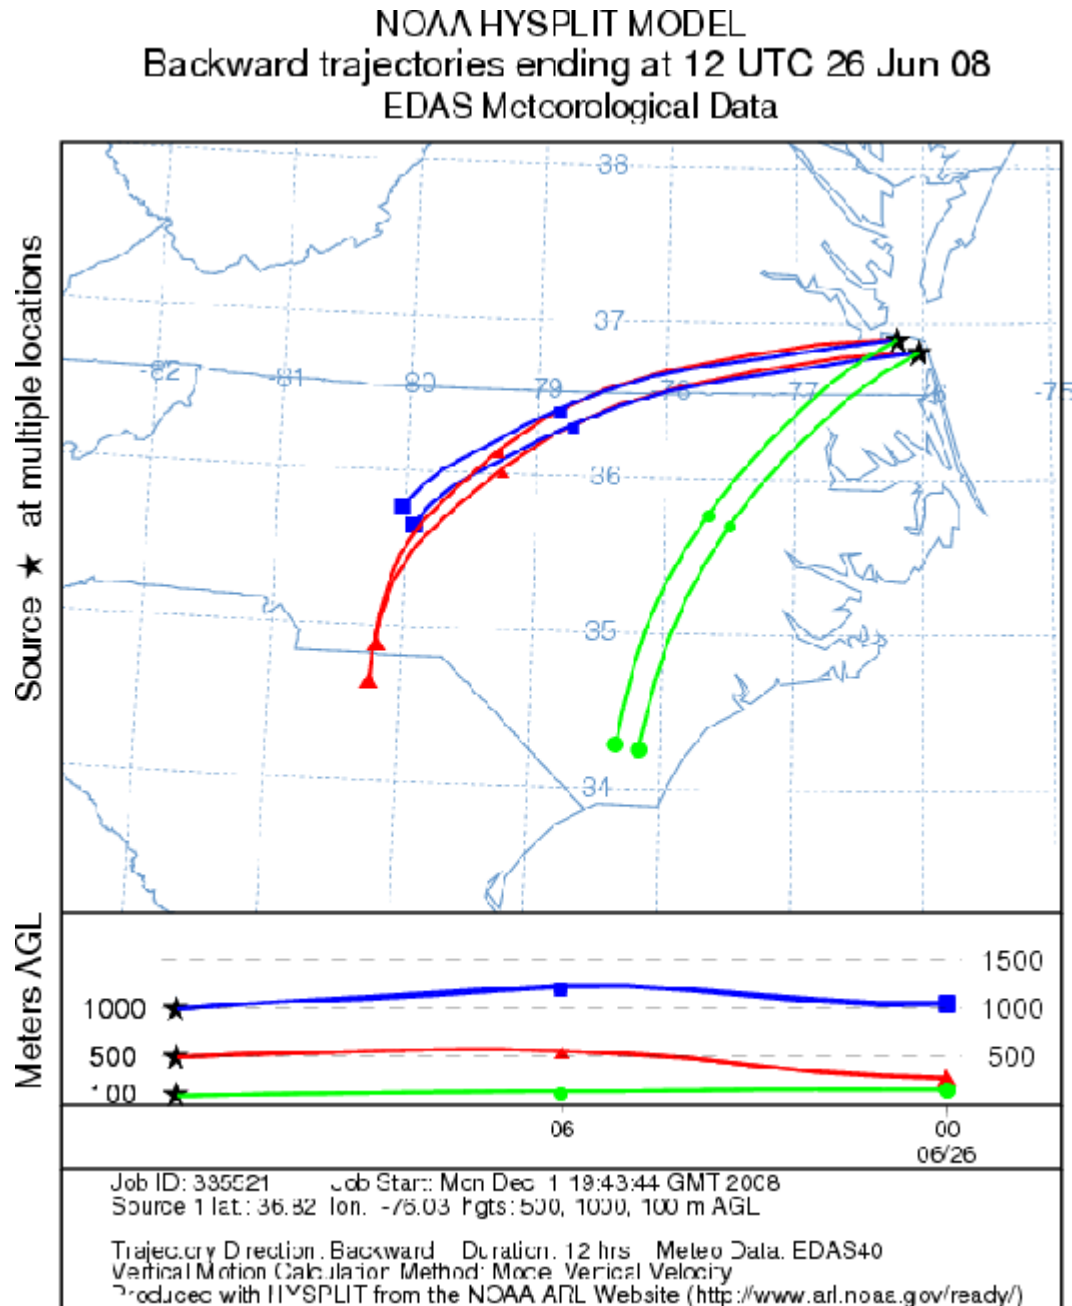 NOAA HYSPLIT MODEL
Backward trajectories ending at 12 UTC 26 Jun 08
EDAS Meteorological Data
Source ★ at multiple locations
38
37
-82
-81
-80
-79
-78
-77
-76
-75
36
35
34
Meters AGL
1500
1000
1000
500
500
100
06
00
06/26
Job ID: 335521 Job Start: Mon Dec 1 19:43:44 GMT 2008
Source 1 lat.: 36.82 lon.: -76.03 hgts: 500, 1000, 100 m AGL
Trajectory Direction: Backward Duration: 12 hrs Meteo Data: EDAS40
Vertical Motion Calculation Method: Model Vertical Velocity
Produced with HYSPLIT from the NOAA ARL Website (http://www.arl.noaa.gov/ready/)